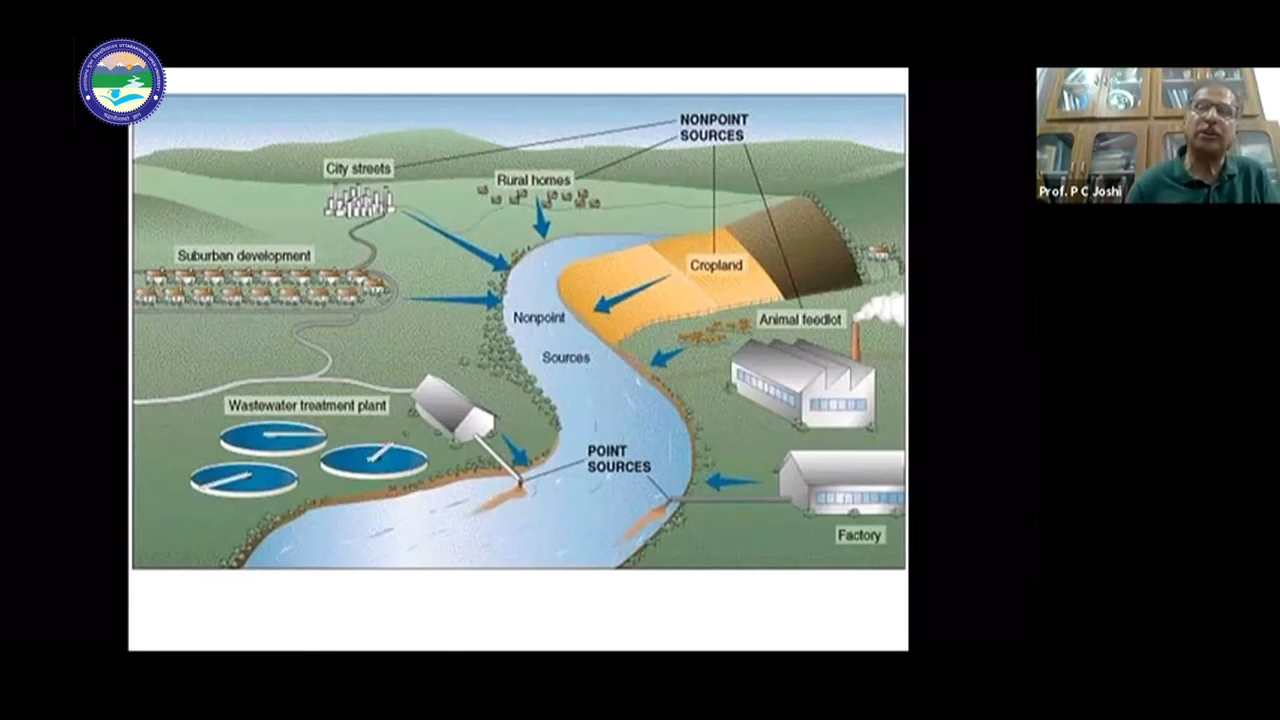 NONPOINT
SOURCES
City streets
Rural homes
Suburban development
Cropland
Nonpoint
Sources
Animal feedlot
Wastewater treatment plant
POINT
SOURCES
Factory
Prof. P C Joshi